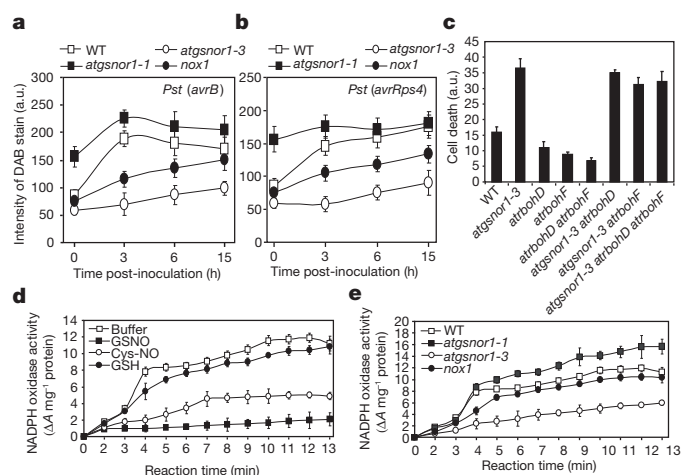 a
WT atgsnor1-3
atgsnor1-1 nox1
Pst (avrB)
Intensity of DAB stain (a.u.)
300
250
200
150
100
50
0
0 3 6 15
Time post-inoculation (h)
b
WT atgsnor1-3
atgsnor1-1 nox1
Pst (avrRps4)
250
200
150
100
50
0
0 3 6 15
Time post-inoculation (h)
c
Cell death (a.u.)
45
40
35
30
25
20
15
10
5
0
WT
atgsnor1-3
atrbohD
atrbohF
atrbohD atrbohF
atgsnor1-3 atrbohD
atgsnor1-3 atrbohF
atgsnor1-3 atrbohD atrbohF
d
Buffer
GSNO
Cys-NO
GSH
NADPH oxidase activity
(ΔA mg⁻¹ protein)
14
12
10
8
6
4
2
0
0 2 3 4 5 6 7 8 9 10 11 12 13
Reaction time (min)
e
WT
atgsnor1-1
atgsnor1-3
nox1
NADPH oxidase activity
(ΔA mg⁻¹ protein)
20
18
16
14
12
10
8
6
4
2
0
0 2 3 4 5 6 7 8 9 10 11 12 13
Reaction time (min)